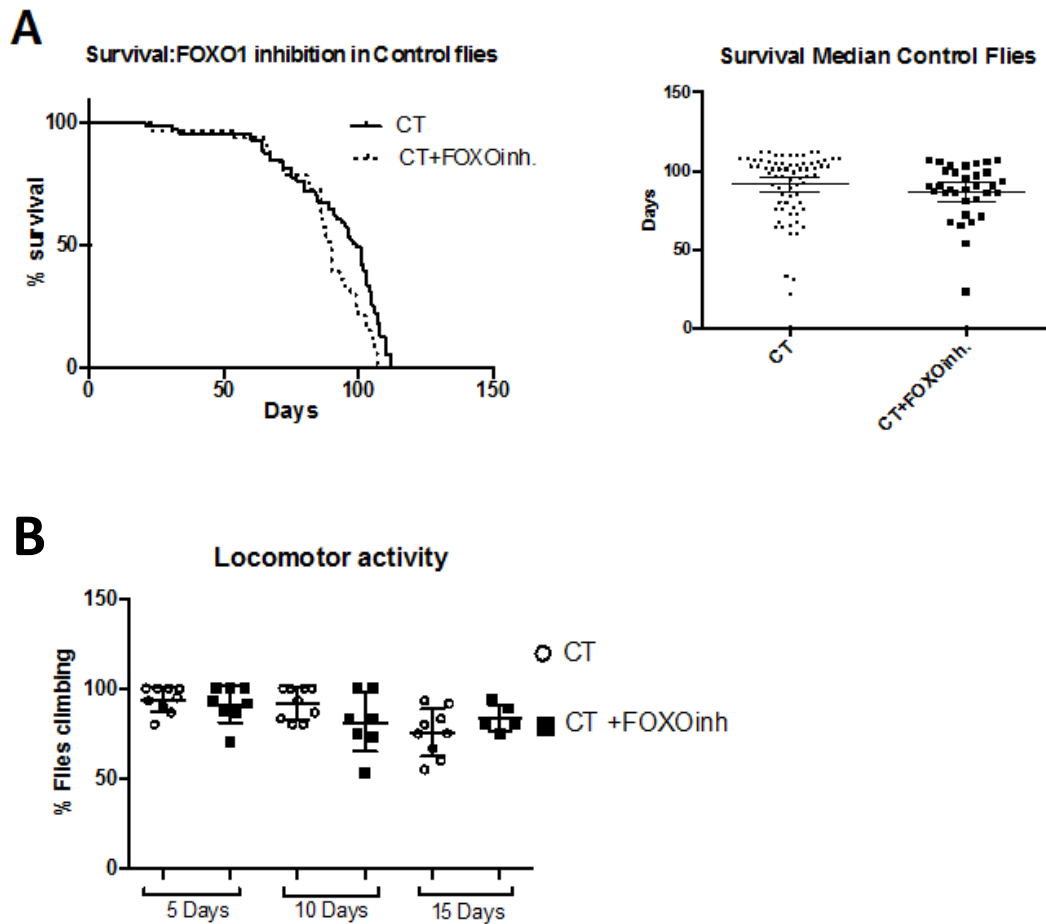 A
Survival:FOXO1 inhibition in Control flies
% survival
100
50
0
CT
CT+FOXOinh.
0 50 100 150
Days
Survival Median Control Flies
Days
150
100
50
0
CT
CT+FOXOinh.
B
Locomotor activity
% Flies climbing
150
100
50
0
CT
CT +FOXOinh
5 Days 10 Days 15 Days